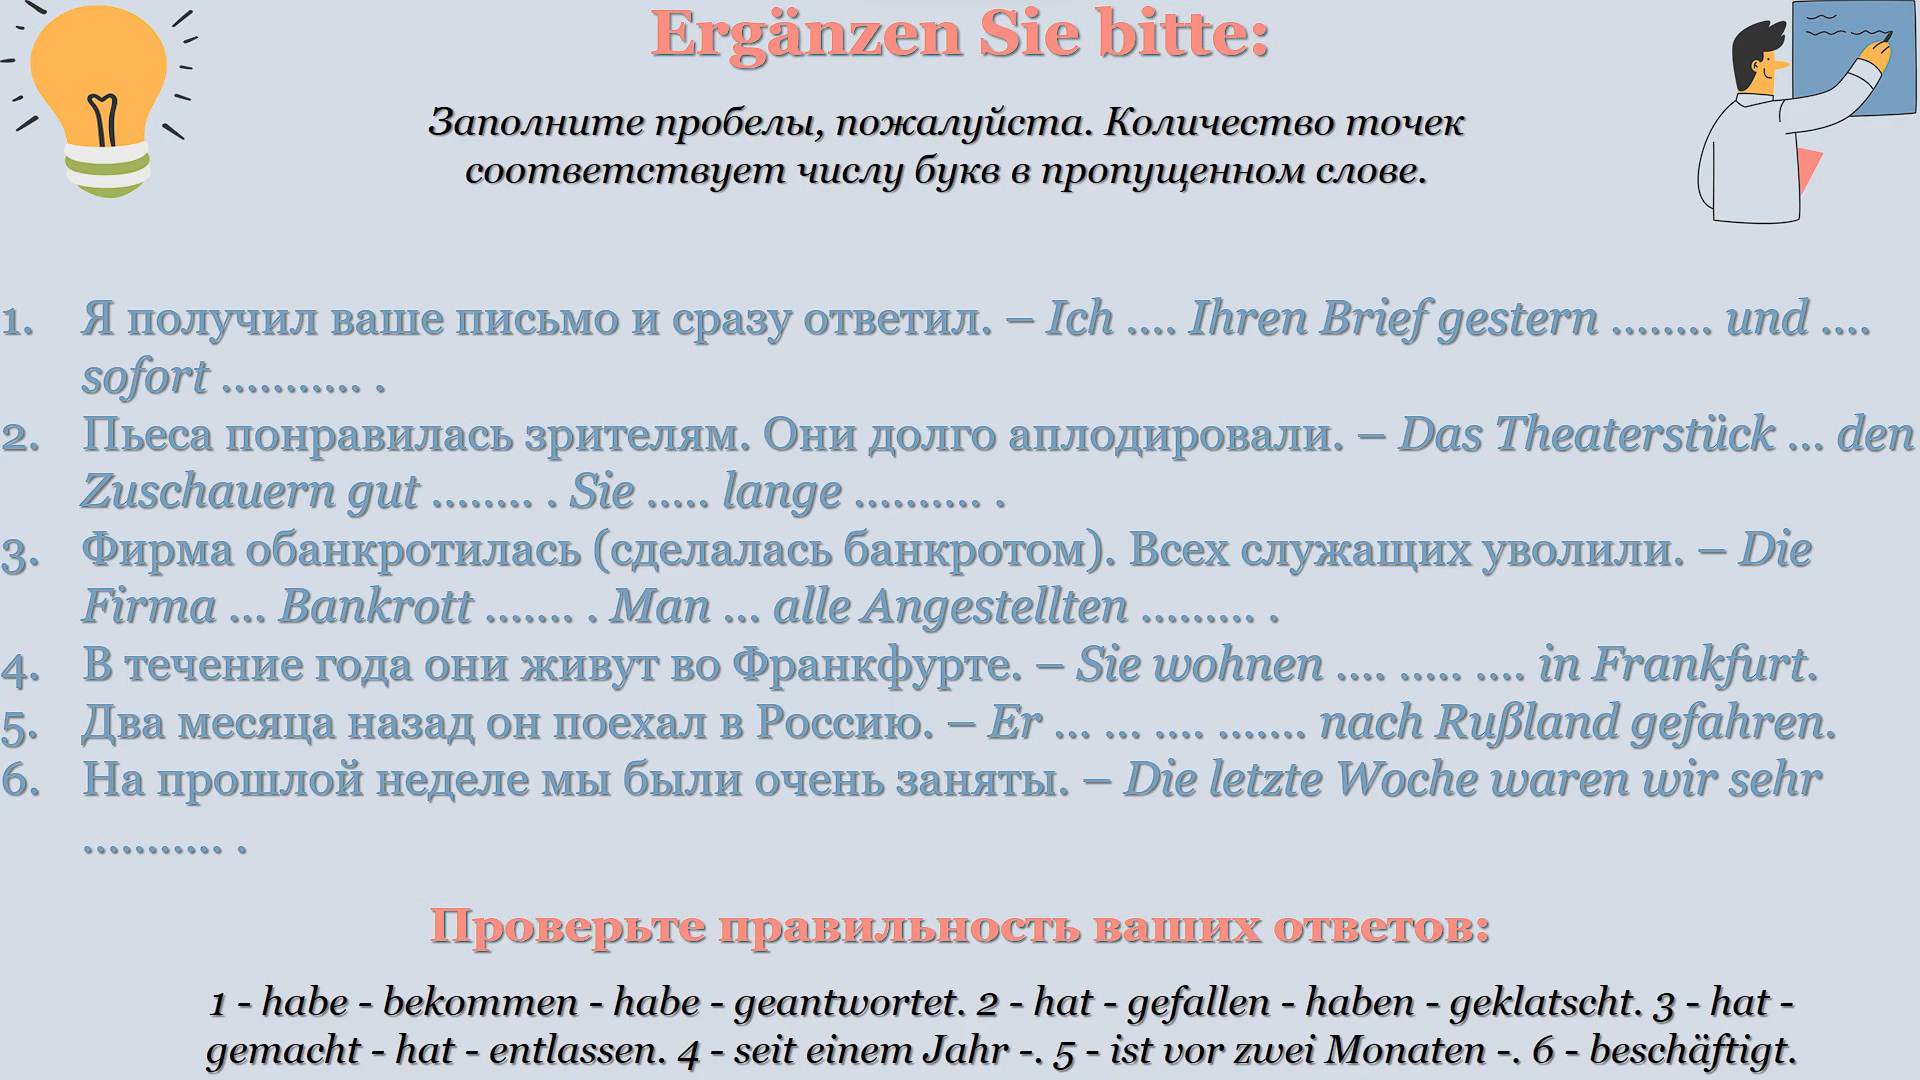 Ergänzen Sie bitte:
Заполните пробелы, пожалуйста. Количество точек
соответствует числу букв в пропущенном слове.
1. Я получил ваше письмо и сразу ответил. – Ich .... Ihren Brief gestern ........ und ....
sofort ........... .
2. Пьеса понравилась зрителям. Они долго аплодировали. – Das Theaterstück ... den
Zuschauern gut ........ . Sie ..... lange .......... .
3. Фирма обанкротилась (сделалась банкротом). Всех служащих уволили. – Die
Firma ... Bankrott ....... . Man ... alle Angestellten ......... .
4. В течение года они живут во Франкфурте. – Sie wohnen .... ..... .... in Frankfurt.
5. Два месяца назад он поехал в Россию. – Er ... ... .... ....... nach Rußland gefahren.
6. На прошлой неделе мы были очень заняты. – Die letzte Woche waren wir sehr
........... .
Проверьте правильность ваших ответов:
1 - habe - bekommen - habe - geantwortet. 2 - hat - gefallen - haben - geklatscht. 3 - hat -
gemacht - hat - entlassen. 4 - seit einem Jahr -. 5 - ist vor zwei Monaten -. 6 - beschäftigt.